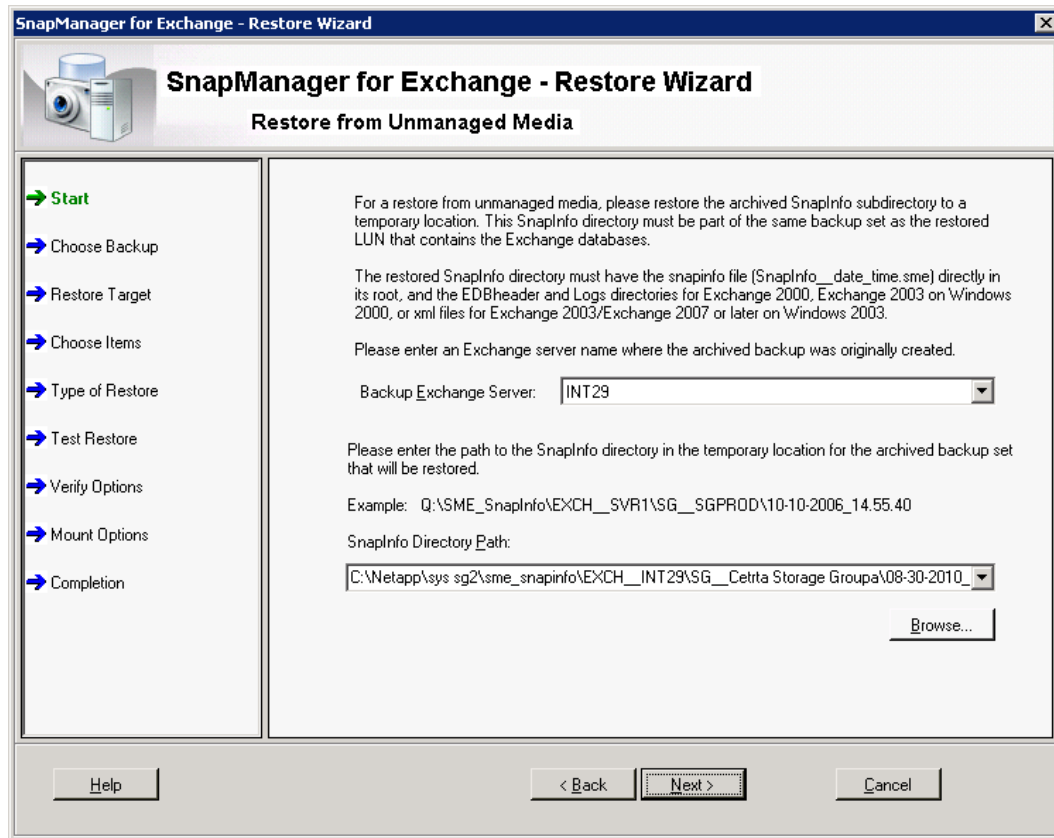 SnapManager for Exchange - Restore Wizard
SnapManager for Exchange - Restore Wizard
Restore from Unmanaged Media
Start
Choose Backup
Restore Target
Choose Items
Type of Restore
Test Restore
Verify Options
Mount Options
Completion
For a restore from unmanaged media, please restore the archived SnapInfo subdirectory to a
temporary location. This SnapInfo directory must be part of the same backup set as the restored
LUN that contains the Exchange databases.
The restored SnapInfo directory must have the snapinfo file (SnapInfo__date_time.sme) directly in
its root, and the EDBheader and Logs directories for Exchange 2000, Exchange 2003 on Windows
2000, or xml files for Exchange 2003/Exchange 2007 or later on Windows 2003.
Please enter an Exchange server name where the archived backup was originally created.
Backup Exchange Server: INT29
Please enter the path to the SnapInfo directory in the temporary location for the archived backup set
that will be restored.
Example: Q:\SME_SnapInfo\EXCH__SVR1\SG__SGPROD\10-10-2006_14.55.40
SnapInfo Directory Path:
C:\Netapp\sys sg2\sme_snapinfo\EXCH__INT29\SG__Cetrta Storage Groupa\08-30-2010_
Browse...
Help
< Back
Next >
Cancel